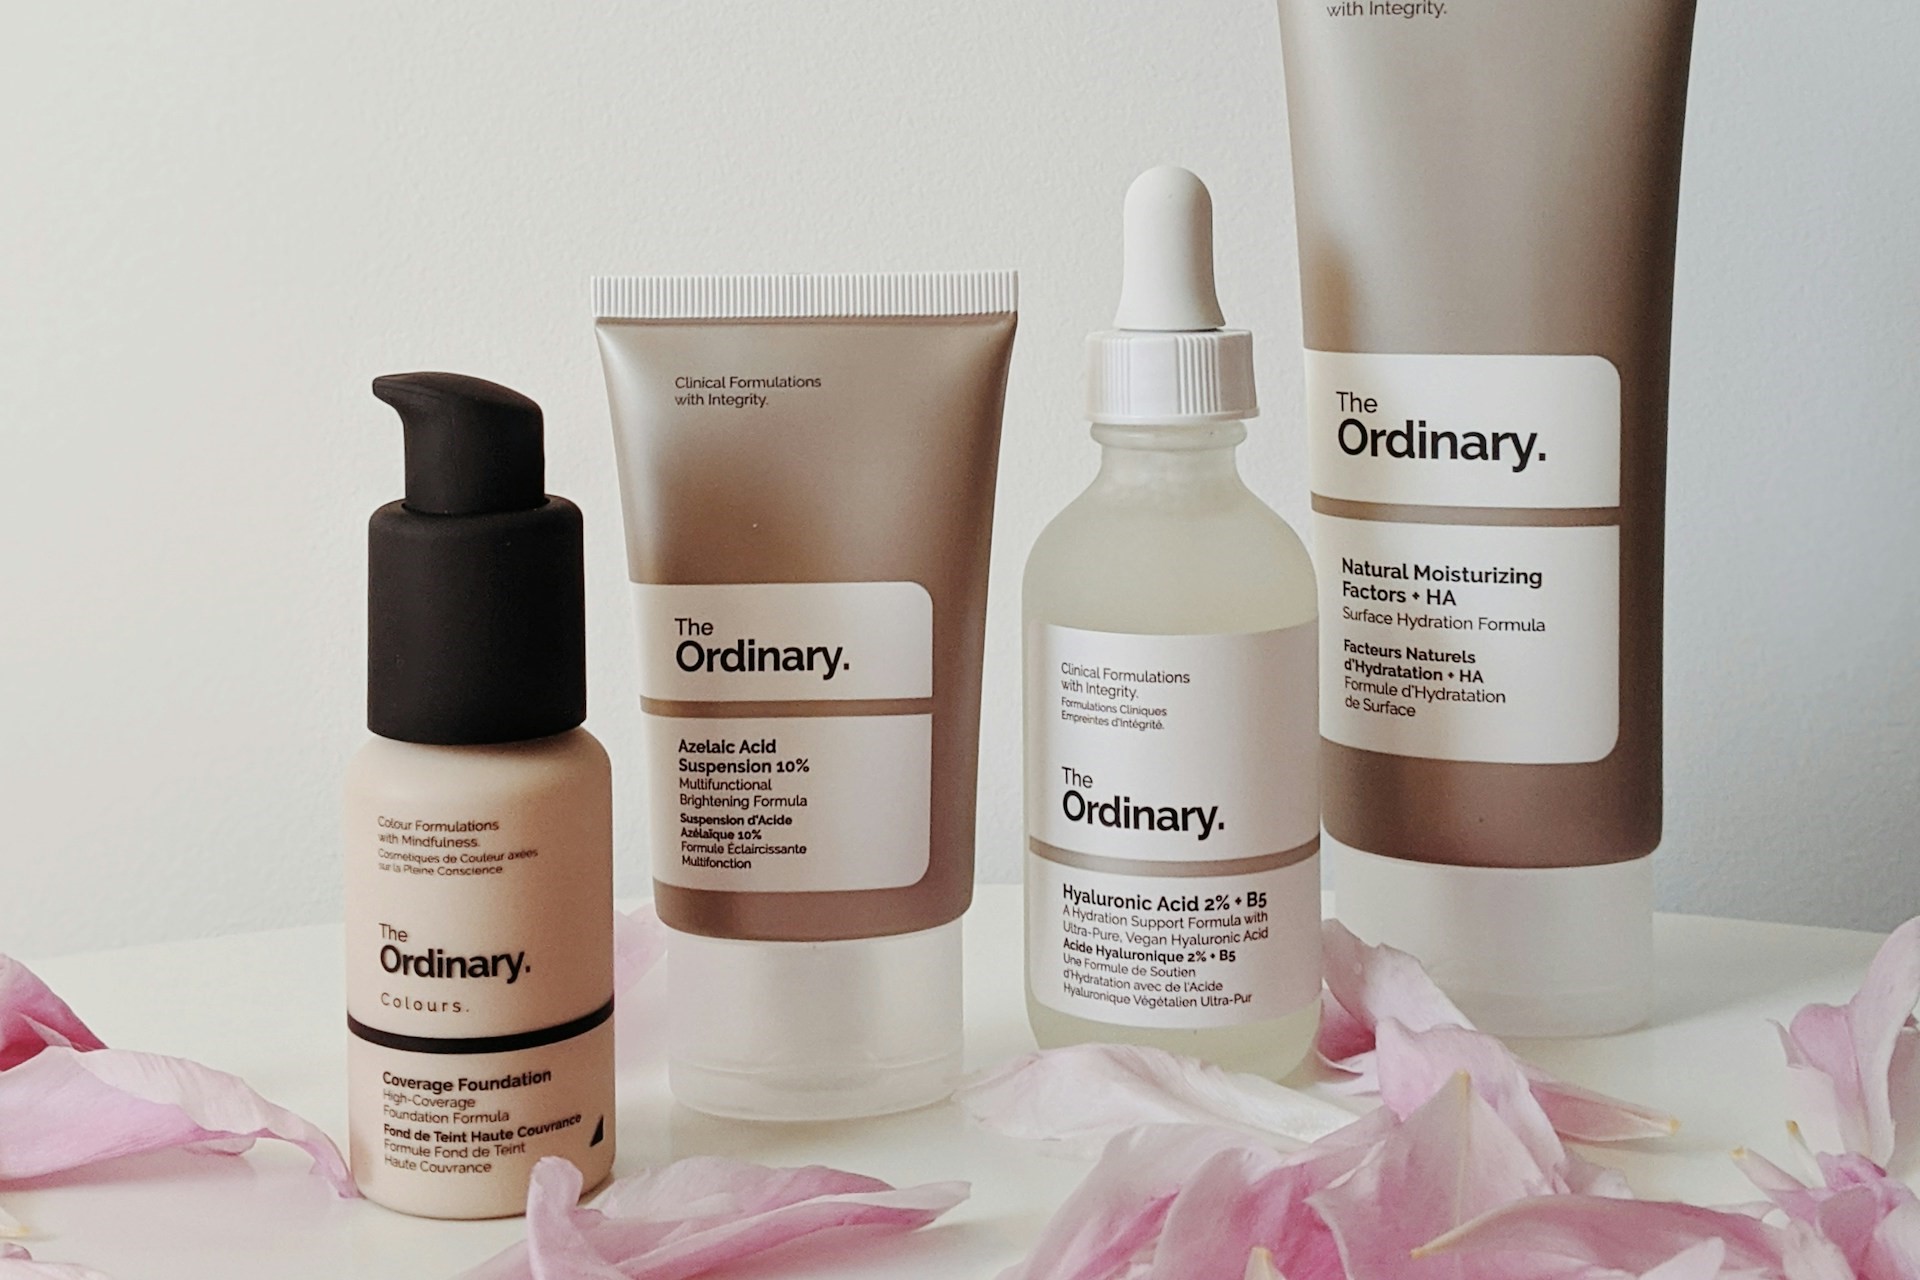 Colour Formulations
with Mindfulness.
Cosmetiques de Couleur axées
sur la Pleine Conscience.
The
Ordinary.
Colours.
Coverage Foundation
High-Coverage
Foundation Formula
Fond de Teint Haute Couvrance
Formule Fond de Teint
Haute Couvrance
Clinical Formulations
with Integrity.
The
Ordinary.
Azelaic Acid
Suspension 10%
Multifunctional
Brightening Formula
Suspension d'Acide
Azélaïque 10%
Formule Éclaircissante
Multifonction
Clinical Formulations
with Integrity.
Formulations Cliniques
Empreintes d'Intégrité.
The
Ordinary.
Hyaluronic Acid 2% + B5
A Hydration Support Formula with
Ultra-Pure, Vegan Hyaluronic Acid
Acide Hyaluronique 2% + B5
Une Formule de Soutien
d'Hydratation avec de l'Acide
Hyaluronique Végétalien Ultra-Pur
with Integrity.
The
Ordinary.
Natural Moisturizing
Factors + HA
Surface Hydration Formula
Facteurs Naturels
d'Hydratation + HA
Formule d'Hydratation
de Surface